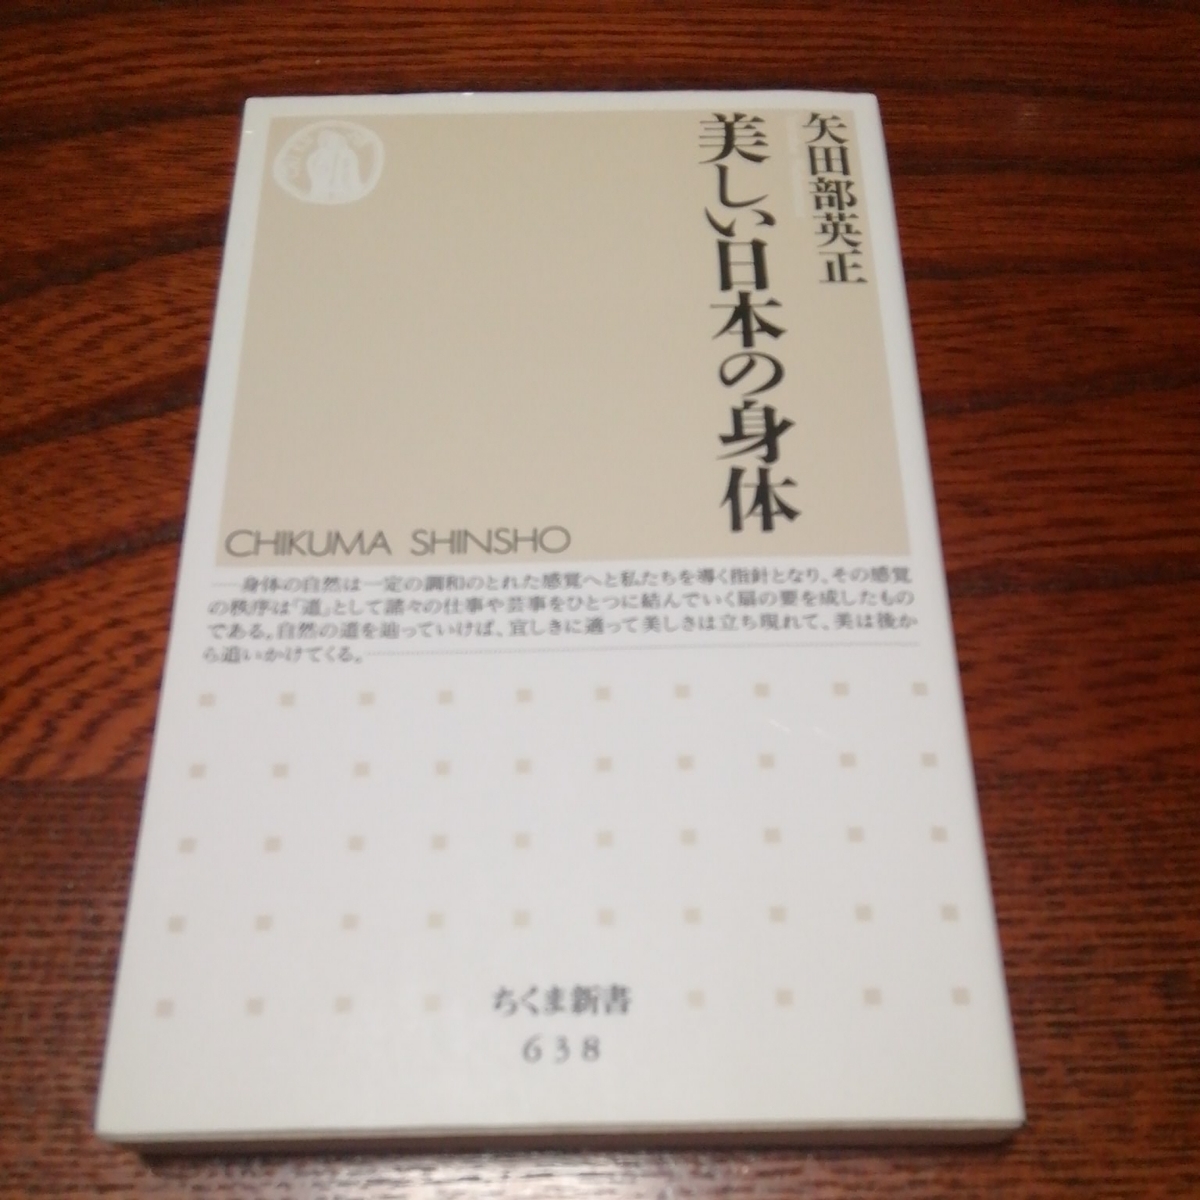 矢田部英正
美しい日本の身体
CHIKUMA SHINSHO
―身体の自然は一定の調和のとれた感覚へと私たちを導く指針となり、その感覚
の秩序は「道」として諸々の仕事や芸事をひとつに結んでいく扇の要を成したもの
である。自然の道を辿っていけば、宜しきに適って美しさは立ち現れて、美は後か
ら追いかけてくる。
ちくま新書
638